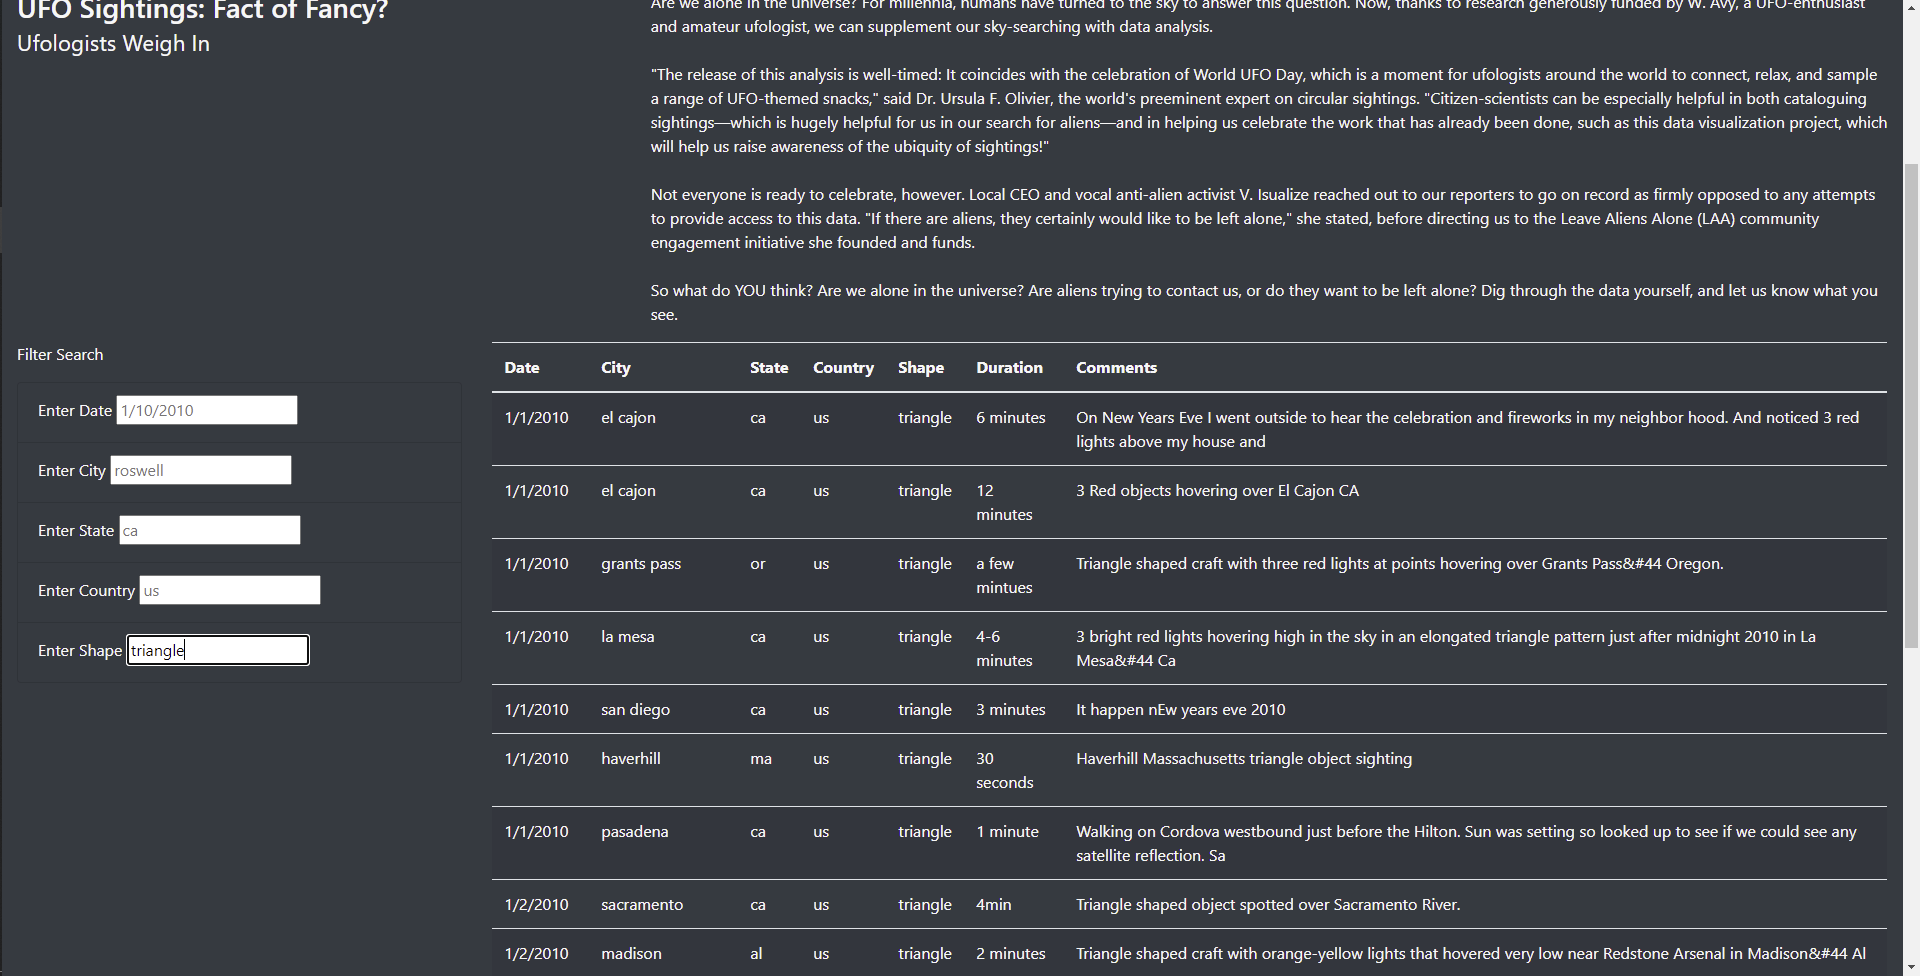 UFO Sightings: Fact of Fancy?
Ufologists Weigh In
Are we alone in the universe? For millennia, humans have turned to the sky to answer this question. Now, thanks to research generously funded by W. Avy, a UFO-enthusiast
and amateur ufologist, we can supplement our sky-searching with data analysis.
"The release of this analysis is well-timed: It coincides with the celebration of World UFO Day, which is a moment for ufologists around the world to connect, relax, and sample
a range of UFO-themed snacks," said Dr. Ursula F. Olivier, the world's preeminent expert on circular sightings. "Citizen-scientists can be especially helpful in both cataloguing
sightings—which is hugely helpful for us in our search for aliens—and in helping us celebrate the work that has already been done, such as this data visualization project, which
will help us raise awareness of the ubiquity of sightings!"
Not everyone is ready to celebrate, however. Local CEO and vocal anti-alien activist V. Isualize reached out to our reporters to go on record as firmly opposed to any attempts
to provide access to this data. "If there are aliens, they certainly would like to be left alone," she stated, before directing us to the Leave Aliens Alone (LAA) community
engagement initiative she founded and funds.
So what do YOU think? Are we alone in the universe? Are aliens trying to contact us, or do they want to be left alone? Dig through the data yourself, and let us know what you
see.
Filter Search
Enter Date 1/10/2010
Enter City roswell
Enter State ca
Enter Country us
Enter Shape triangle
Date City State Country Shape Duration Comments
1/1/2010 el cajon ca us triangle 6 minutes On New Years Eve I went outside to hear the celebration and fireworks in my neighbor hood. And noticed 3 red
lights above my house and
1/1/2010 el cajon ca us triangle 12 3 Red objects hovering over El Cajon CA
minutes
1/1/2010 grants pass or us triangle a few Triangle shaped craft with three red lights at points hovering over Grants Pass&#44 Oregon.
mintues
1/1/2010 la mesa ca us triangle 4-6 3 bright red lights hovering high in the sky in an elongated triangle pattern just after midnight 2010 in La
minutes Mesa&#44 Ca
1/1/2010 san diego ca us triangle 3 minutes It happen nEw years eve 2010
1/1/2010 haverhill ma us triangle 30 Haverhill Massachusetts triangle object sighting
seconds
1/1/2010 pasadena ca us triangle 1 minute Walking on Cordova westbound just before the Hilton. Sun was setting so looked up to see if we could see any
satellite reflection. Sa
1/2/2010 sacramento ca us triangle 4min Triangle shaped object spotted over Sacramento River.
1/2/2010 madison al us triangle 2 minutes Triangle shaped craft with orange-yellow lights that hovered very low near Redstone Arsenal in Madison&#44 Al